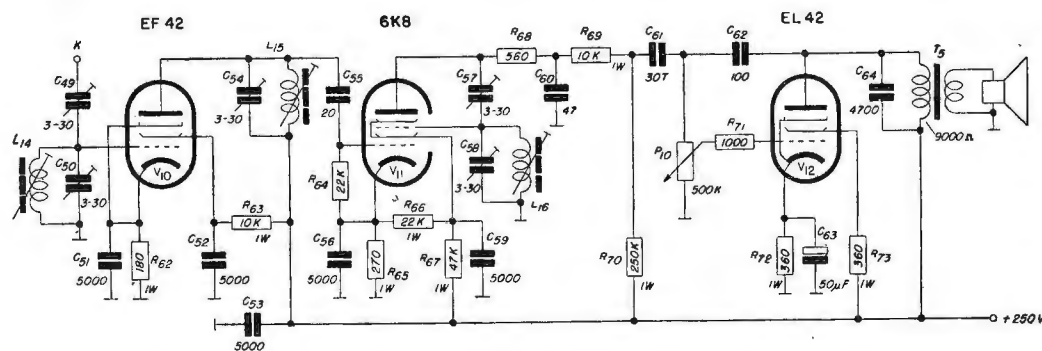 EF 42
6K8
EL 42
K
C49
3-30
L14
C50
3-30
C51
5000
R62
180
1W
V10
C52
5000
R63
10K
1W
C53
5000
C54
3-30
L15
C55
20
R64
22K
C56
5000
R65
270
1W
V11
R66
22K
1W
R67
47K
1W
C57
3-30
C58
3-30
L16
C59
5000
R68
560
R69
10K
1W
C60
47
C61
30T
R70
250K
1W
C62
100
P10
500K
R71
1000
V12
R72
360
1W
C63
50µF
R73
360
1W
C64
4700
T5
9000Ω
+250V